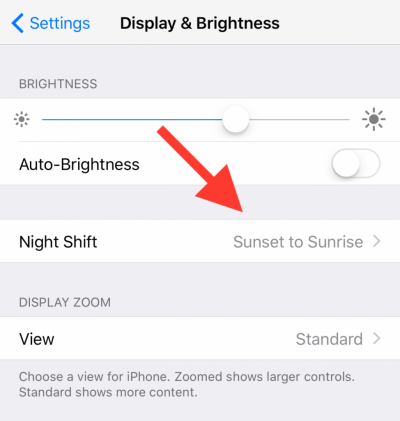 Settings
Display & Brightness
BRIGHTNESS
Auto-Brightness
Night Shift Sunset to Sunrise
DISPLAY ZOOM
View Standard
Choose a view for iPhone. Zoomed shows larger controls.
Standard shows more content.